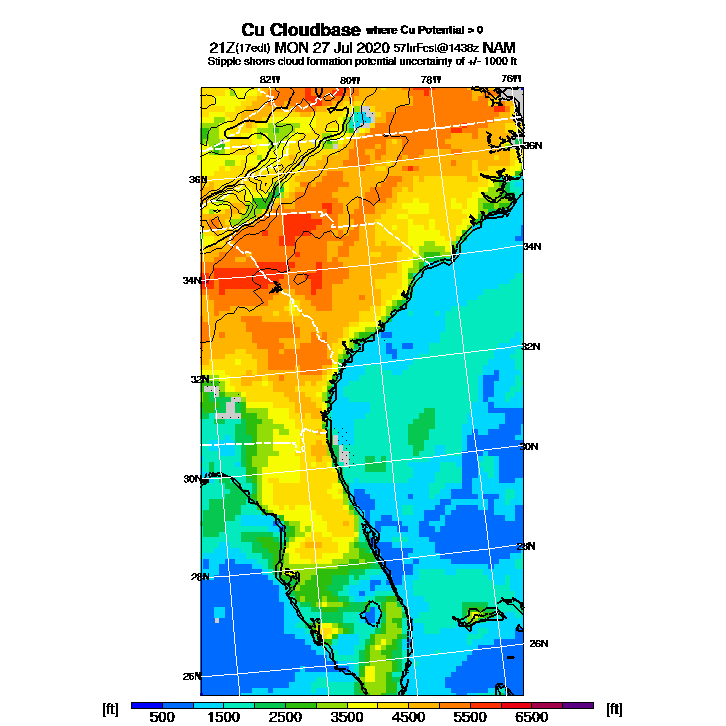 Cu Cloudbase where Cu Potential > 0
21Z(17edt) MON 27 Jul 2020 57hrFcst@1438z NAM
Stipple shows cloud formation potential uncertainty of +/- 1000 ft
82W 80W 78W 76W
36N
36N
34N
34N
32N
32N
30N
30N
28N
28N
26N
26N
[ft] 500 1500 2500 3500 4500 5500 6500 [ft]